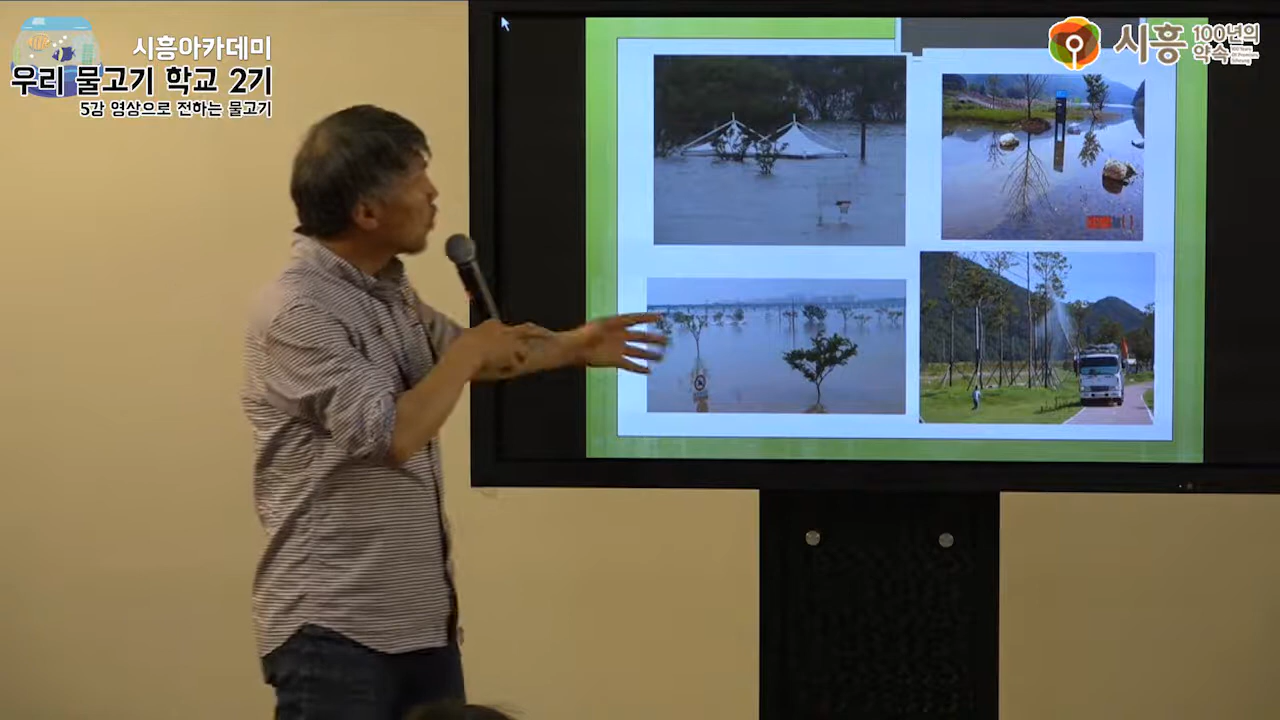 시흥아카데미
우리 물고기 학교 2기
5강 영상으로 전하는 물고기
시흥
100년의
약속